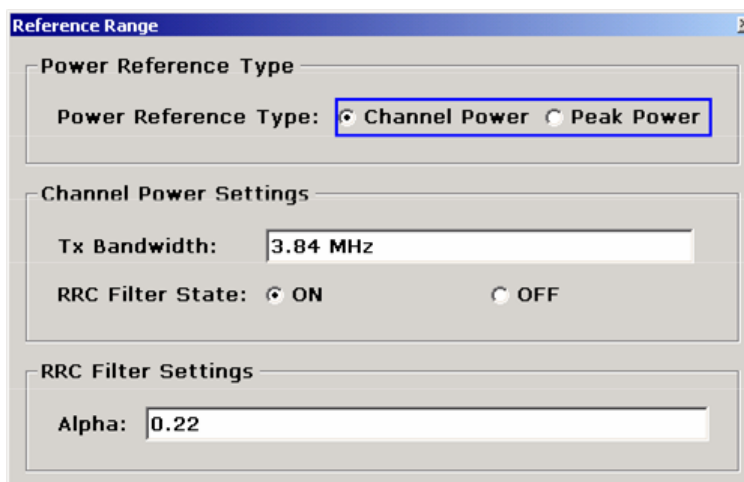 Reference Range
Power Reference Type
Power Reference Type: Channel Power Peak Power
Channel Power Settings
Tx Bandwidth: 3.84 MHz
RRC Filter State: ON OFF
RRC Filter Settings
Alpha: 0.22